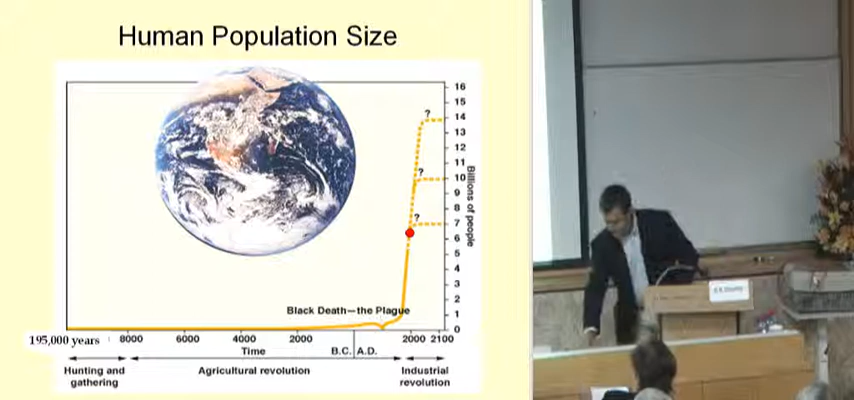 Human Population Size
16
15
14
13
12
11
10
9
8
7
6
5
4
3
2
1
0
Billions of people
?
?
?
Black Death—the Plague
195,000 years 8000 6000 4000 2000 2000 2100
Time B.C. A.D.
Hunting and gathering
Agricultural revolution
Industrial revolution